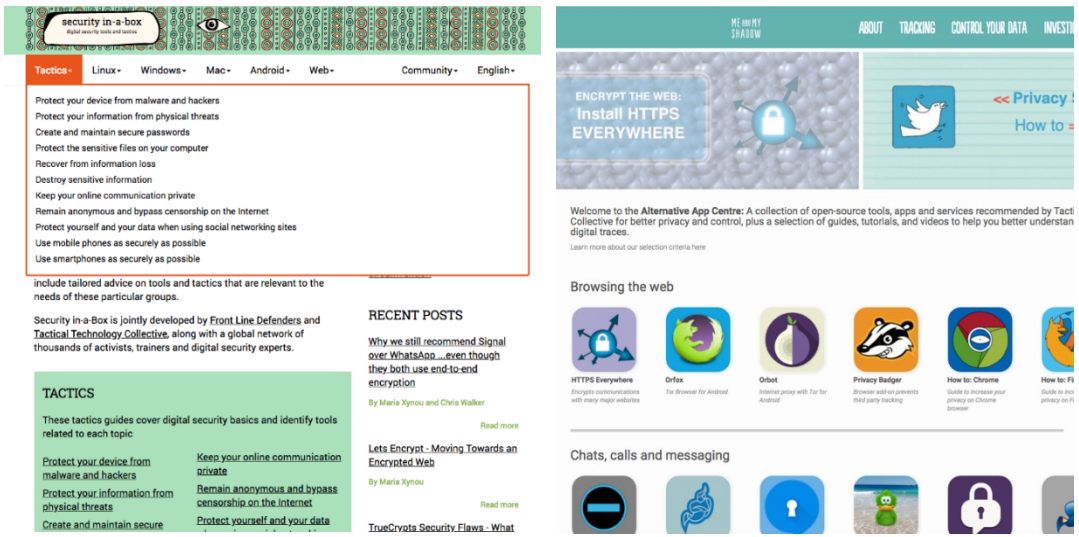 security in-a-box
digital security tools and tactics
Tactics
Linux
Windows
Mac
Android
Web
Community
English
Protect your device from malware and hackers
Protect your information from physical threats
Create and maintain secure passwords
Protect the sensitive files on your computer
Recover from information loss
Destroy sensitive information
Keep your online communication private
Remain anonymous and bypass censorship on the Internet
Protect yourself and your data when using social networking sites
Use mobile phones as securely as possible
Use smartphones as securely as possible
include tailored advice on tools and tactics that are relevant to the
needs of these particular groups.
Security in-a-Box is jointly developed by Front Line Defenders and
Tactical Technology Collective, along with a global network of
thousands of activists, trainers and digital security experts.
TACTICS
These tactics guides cover digital security basics and identify tools
related to each topic
Protect your device from
malware and hackers
Protect your information from
physical threats
Create and maintain secure
Keep your online communication
private
Remain anonymous and bypass
censorship on the Internet
Protect yourself and your data
RECENT POSTS
Why we still recommend Signal
over WhatsApp ...even though
they both use end-to-end
encryption
By Maria Xynou and Chris Walker
Read more
Lets Encrypt - Moving Towards an
Encrypted Web
By Maria Xynou
Read more
TrueCrypts Security Flaws - What
ME AND MY
SHADOW
ABOUT
TRACKING
CONTROL YOUR DATA
INVESTI
ENCRYPT THE WEB:
Install HTTPS
EVERYWHERE
<< Privacy S
How to =
Welcome to the Alternative App Centre: A collection of open-source tools, apps and services recommended by Tacti
Collective for better privacy and control, plus a selection of guides, tutorials, and videos to help you better understan
digital traces.
Learn more about our selection criteria here
Browsing the web
HTTPS Everywhere
Encrypts communications
with many major websites
Orfox
Tor Browser for Android
Orbot
Internet proxy with Tor for
Android
Privacy Badger
Browser add-on prevents
third party tracking
How to: Chrome
Guide to increase your
privacy on Chrome
browser
How to: Fi
Guide to incr
privacy on Fi
Chats, calls and messaging